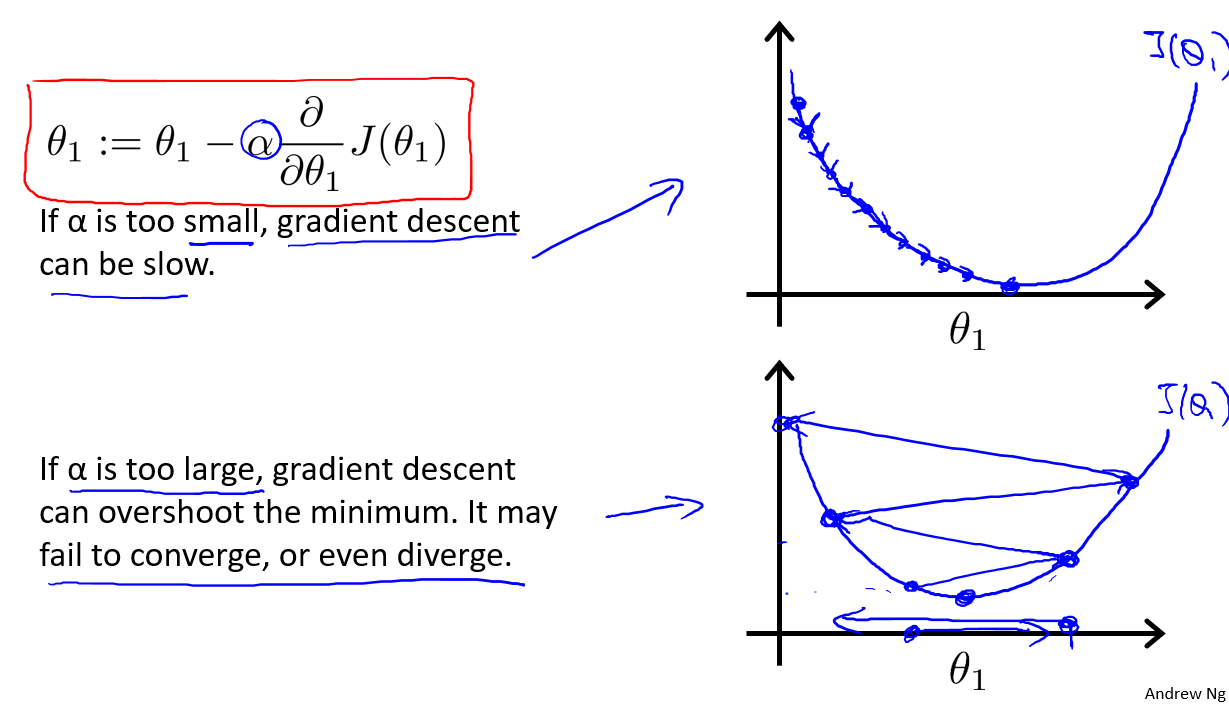 θ₁ := θ₁ − α ∂/∂θ₁ J(θ₁)
If α is too small, gradient descent
can be slow.
J(θ₁)
θ₁
If α is too large, gradient descent
can overshoot the minimum. It may
fail to converge, or even diverge.
J(θ)
θ₁
Andrew Ng